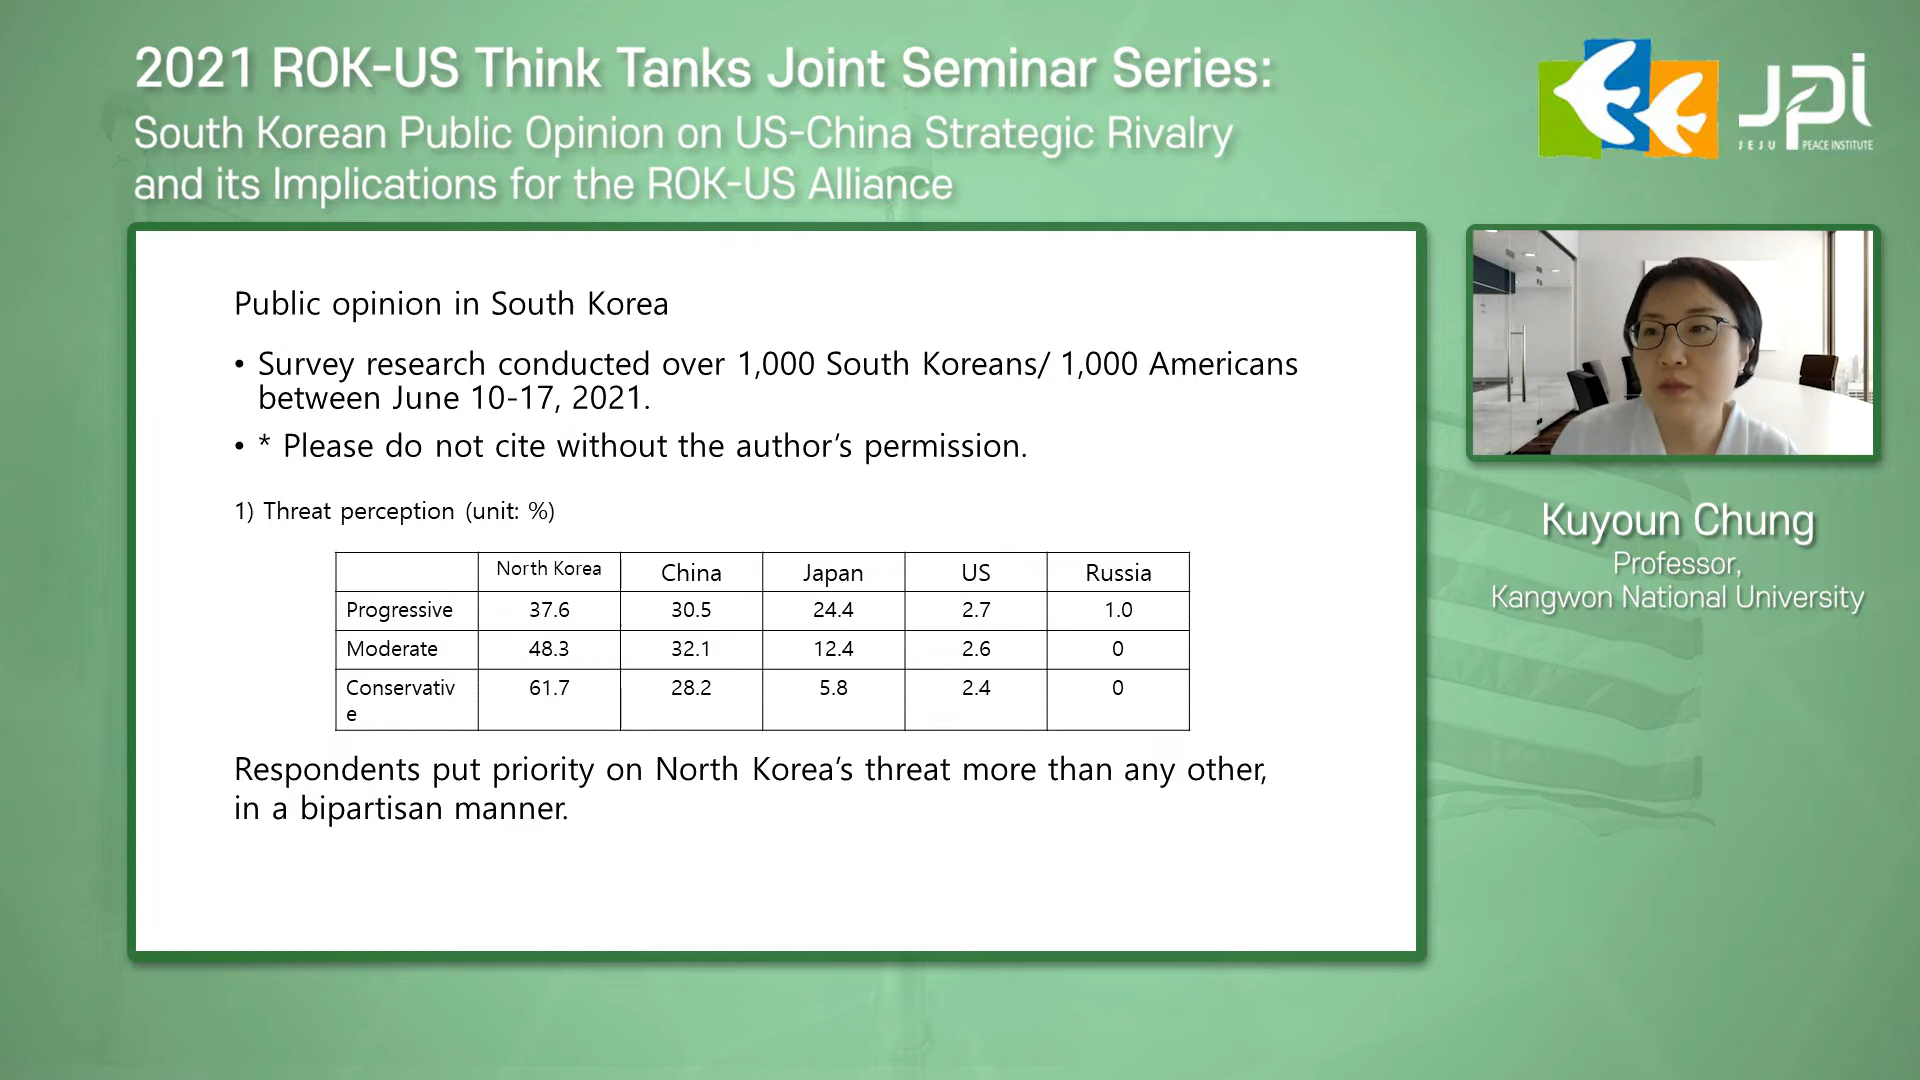 2021 ROK-US Think Tanks Joint Seminar Series:
South Korean Public Opinion on US-China Strategic Rivalry
and its Implications for the ROK-US Alliance
JPI
JEJU PEACE INSTITUTE
Public opinion in South Korea
• Survey research conducted over 1,000 South Koreans/ 1,000 Americans
between June 10-17, 2021.
• * Please do not cite without the author’s permission.
1) Threat perception (unit: %)
North Korea China Japan US Russia
Progressive 37.6 30.5 24.4 2.7 1.0
Moderate 48.3 32.1 12.4 2.6 0
Conservativ 61.7 28.2 5.8 2.4 0
e
Respondents put priority on North Korea’s threat more than any other,
in a bipartisan manner.
Kuyoun Chung
Professor,
Kangwon National University